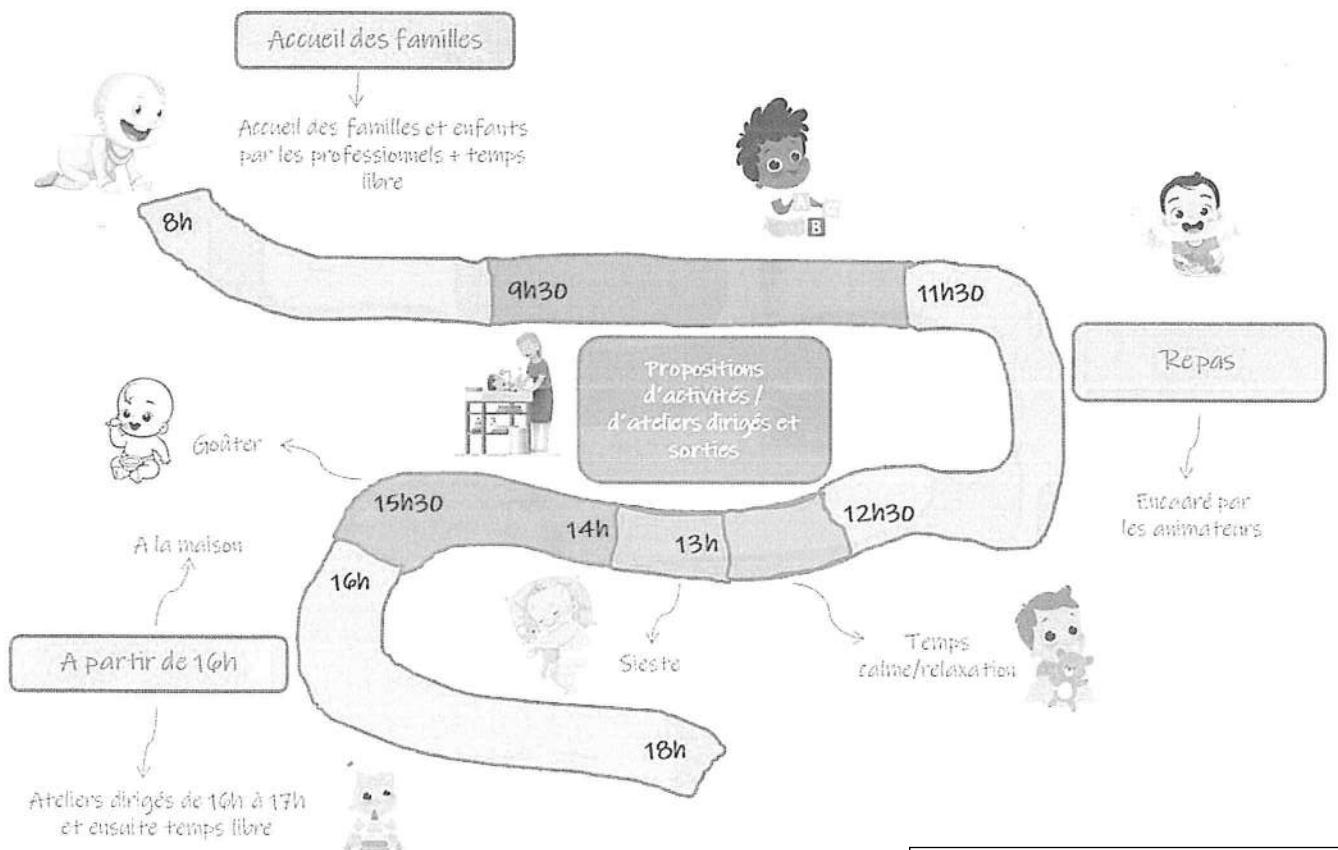 Accueil des familles
Accueil des familles et enfants
par les professionnels + temps
libre
8h
9h30
11h30
B
Repas
Encadré par
les animateurs
Propositions
d'activités /
d'ateliers dirigés et
sorties
12h30
13h
14h
15h30
Goûter
Temps
calme/relaxation
Sieste
16h
A la maison
A partir de 16h
Ateliers dirigés de 16h à 17h
et ensuite temps libre
18h